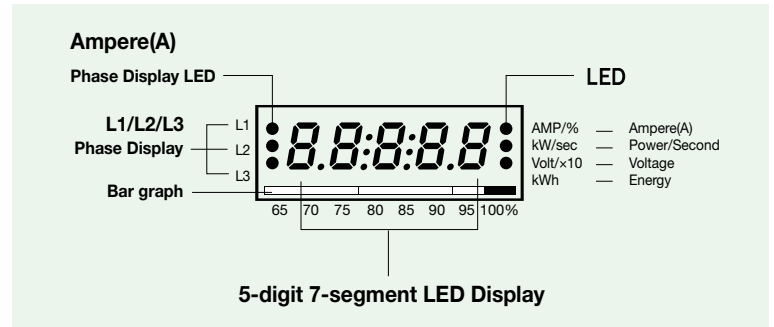 Ampere(A)
Phase Display LED
LED
L1/L2/L3
Phase Display
L1
L2
L3
8.8:8:8.8
AMP/% — Ampere(A)
kW/sec — Power/Second
Volt/×10 — Voltage
kWh — Energy
Bar graph
65 70 75 80 85 90 95 100%
5-digit 7-segment LED Display